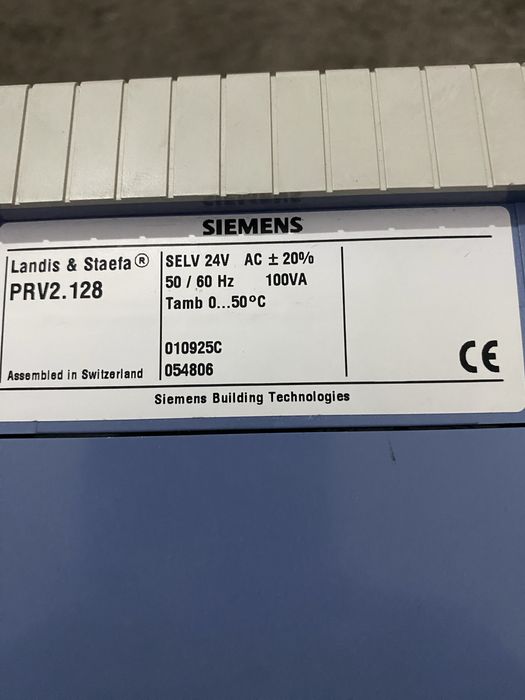 SIEMENS
Landis & Staefa®
PRV2.128
Assembled in Switzerland
SELV 24V AC ± 20%
50 / 60 Hz 100VA
Tamb 0...50°C
010925C
054806
CE
Siemens Building Technologies